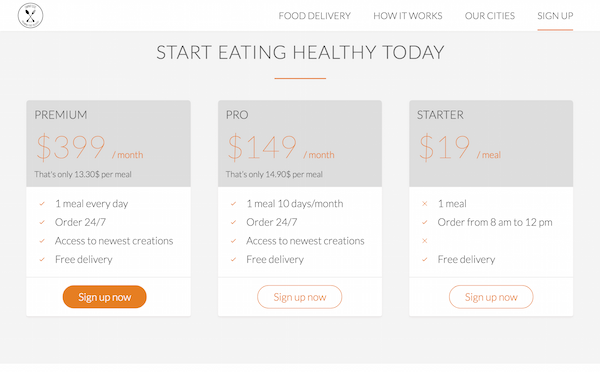 FOOD DELIVERY HOW IT WORKS OUR CITIES SIGN UP
START EATING HEALTHY TODAY
PREMIUM
$399 / month
That's only 13.30$ per meal
1 meal every day
Order 24/7
Access to newest creations
Free delivery
Sign up now
PRO
$149 / month
That's only 14.90$ per meal
1 meal 10 days/month
Order 24/7
Access to newest creations
Free delivery
Sign up now
STARTER
$19 / meal
1 meal
Order from 8 am to 12 pm
Free delivery
Sign up now